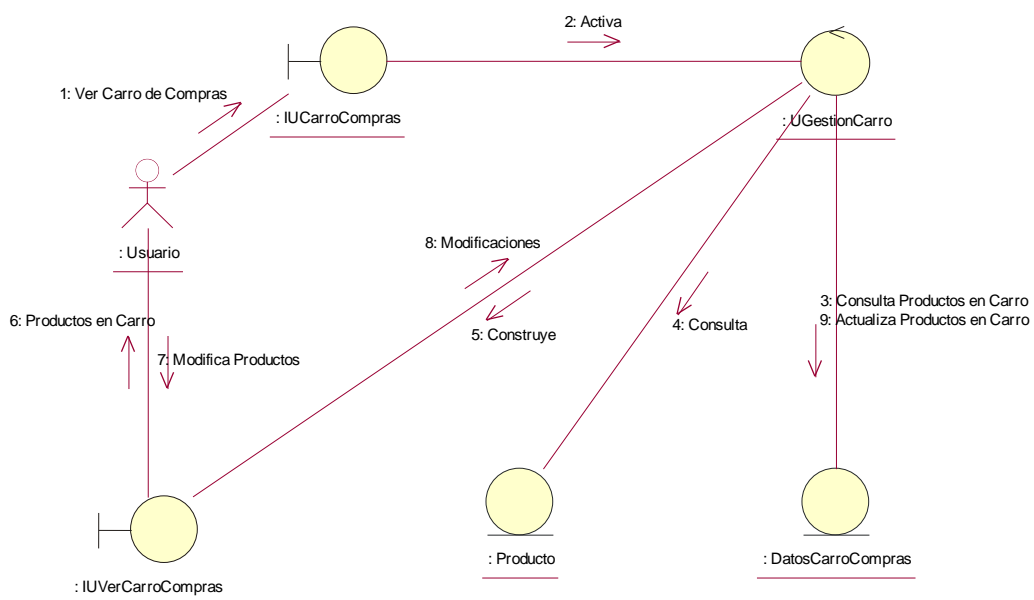 2: Activa
1: Ver Carro de Compras
: IUCarroCompras
: UGestionCarro
: Usuario
8: Modificaciones
3: Consulta Productos en Carro
9: Actualiza Productos en Carro
6: Productos en Carro
4: Consulta
5: Construye
7: Modifica Productos
: Producto
: DatosCarroCompras
: IUVerCarroCompras